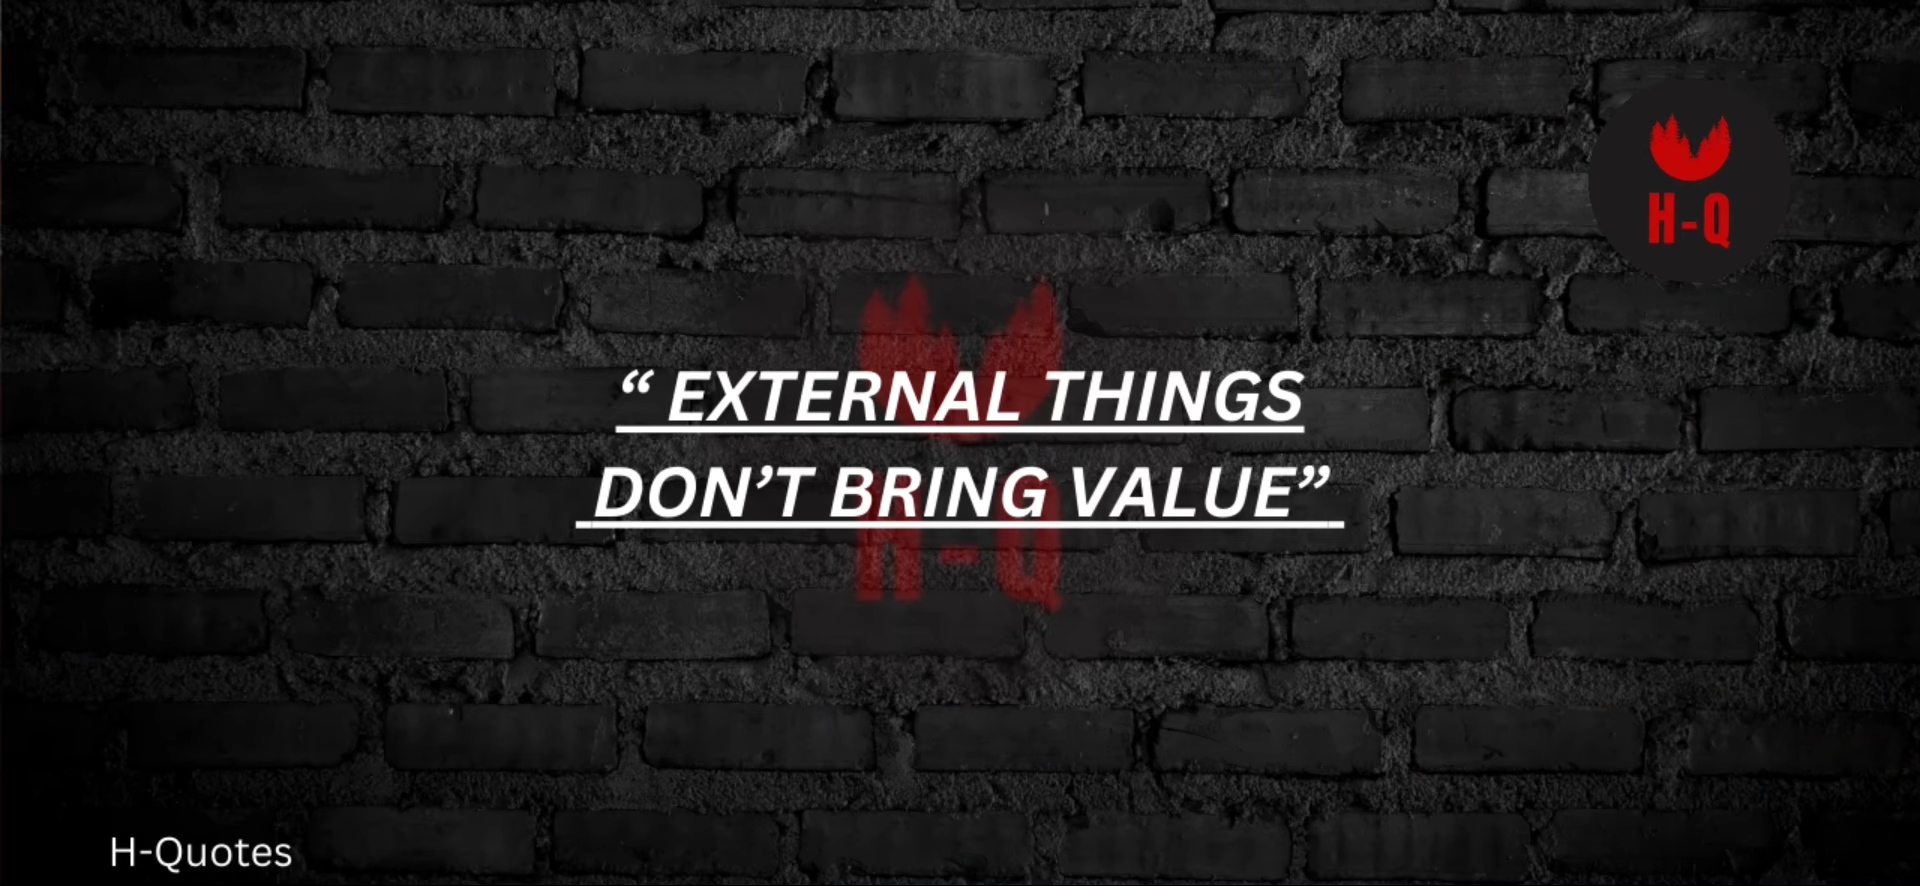 H-Q
“ EXTERNAL THINGS
DON’T BRING VALUE”
H-Q
H-Quotes